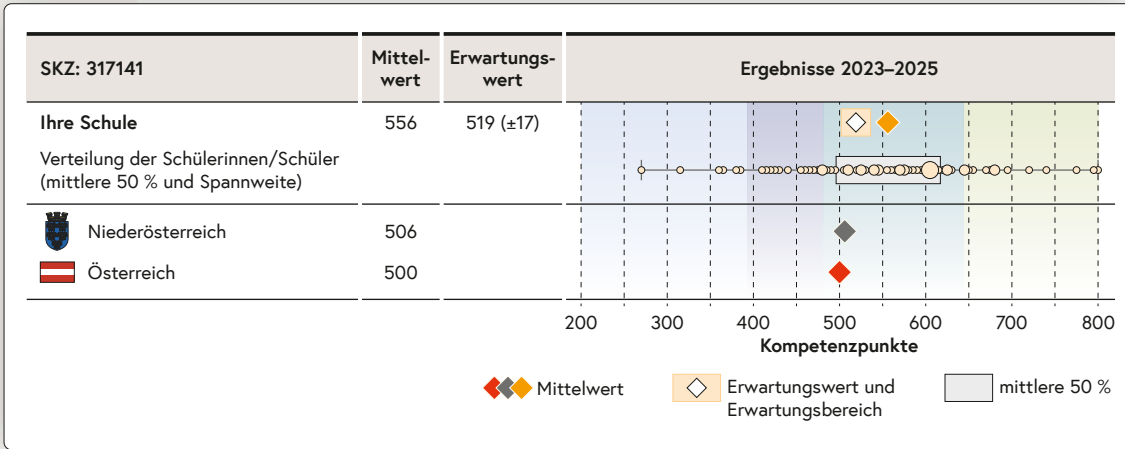 SKZ: 317141
Mittel-
wert
Erwartungs-
wert
Ergebnisse 2023–2025
Ihre Schule
556
519 (±17)
Verteilung der Schülerinnen/Schüler
(mittlere 50 % und Spannweite)
Niederösterreich
506
Österreich
500
200 300 400 500 600 700 800
Kompetenzpunkte
Mittelwert
Erwartungswert und
Erwartungsbereich
mittlere 50 %